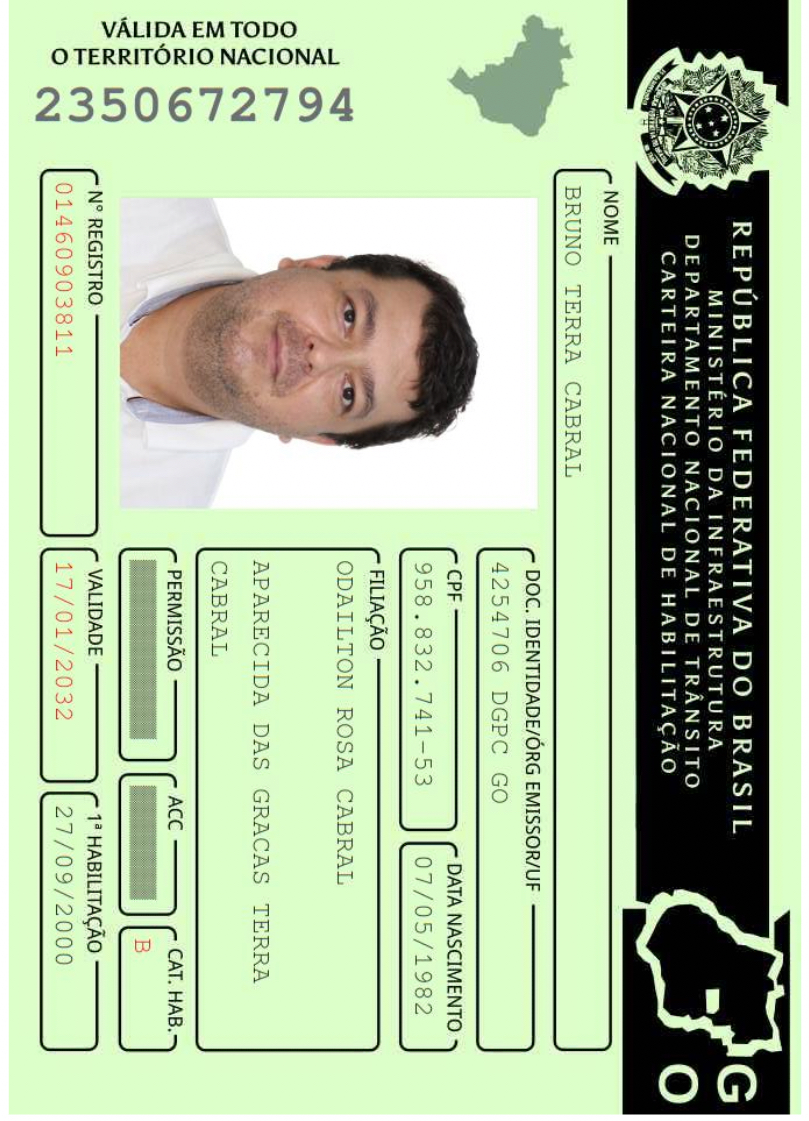 REPÚBLICA FEDERATIVA DO BRASIL
MINISTÉRIO DA INFRAESTRUTURA
DEPARTAMENTO NACIONAL DE TRÂNSITO
CARTEIRA NACIONAL DE HABILITAÇÃO
GO
NOME
BRUNO TERRA CABRAL
DOC. IDENTIDADE/ÓRG EMISSOR/UF
4254706 DGPC GO
CPF
958.832.741-53
DATA NASCIMENTO
07/05/1982
FILIAÇÃO
ODAILTON ROSA CABRAL
APARECIDA DAS GRACAS TERRA
CABRAL
PERMISSÃO
ACC
CAT. HAB.
B
Nº REGISTRO
01460903811
VALIDADE
17/01/2032
1ª HABILITAÇÃO
27/09/2000
VÁLIDA EM TODO
O TERRITÓRIO NACIONAL
2350672794